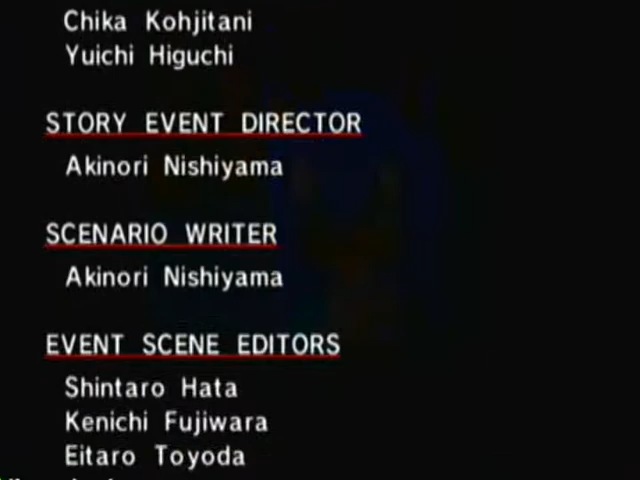 Chika Kohjitani
Yuichi Higuchi
STORY EVENT DIRECTOR
Akinori Nishiyama
SCENARIO WRITER
Akinori Nishiyama
EVENT SCENE EDITORS
Shintaro Hata
Kenichi Fujiwara
Eitaro Toyoda